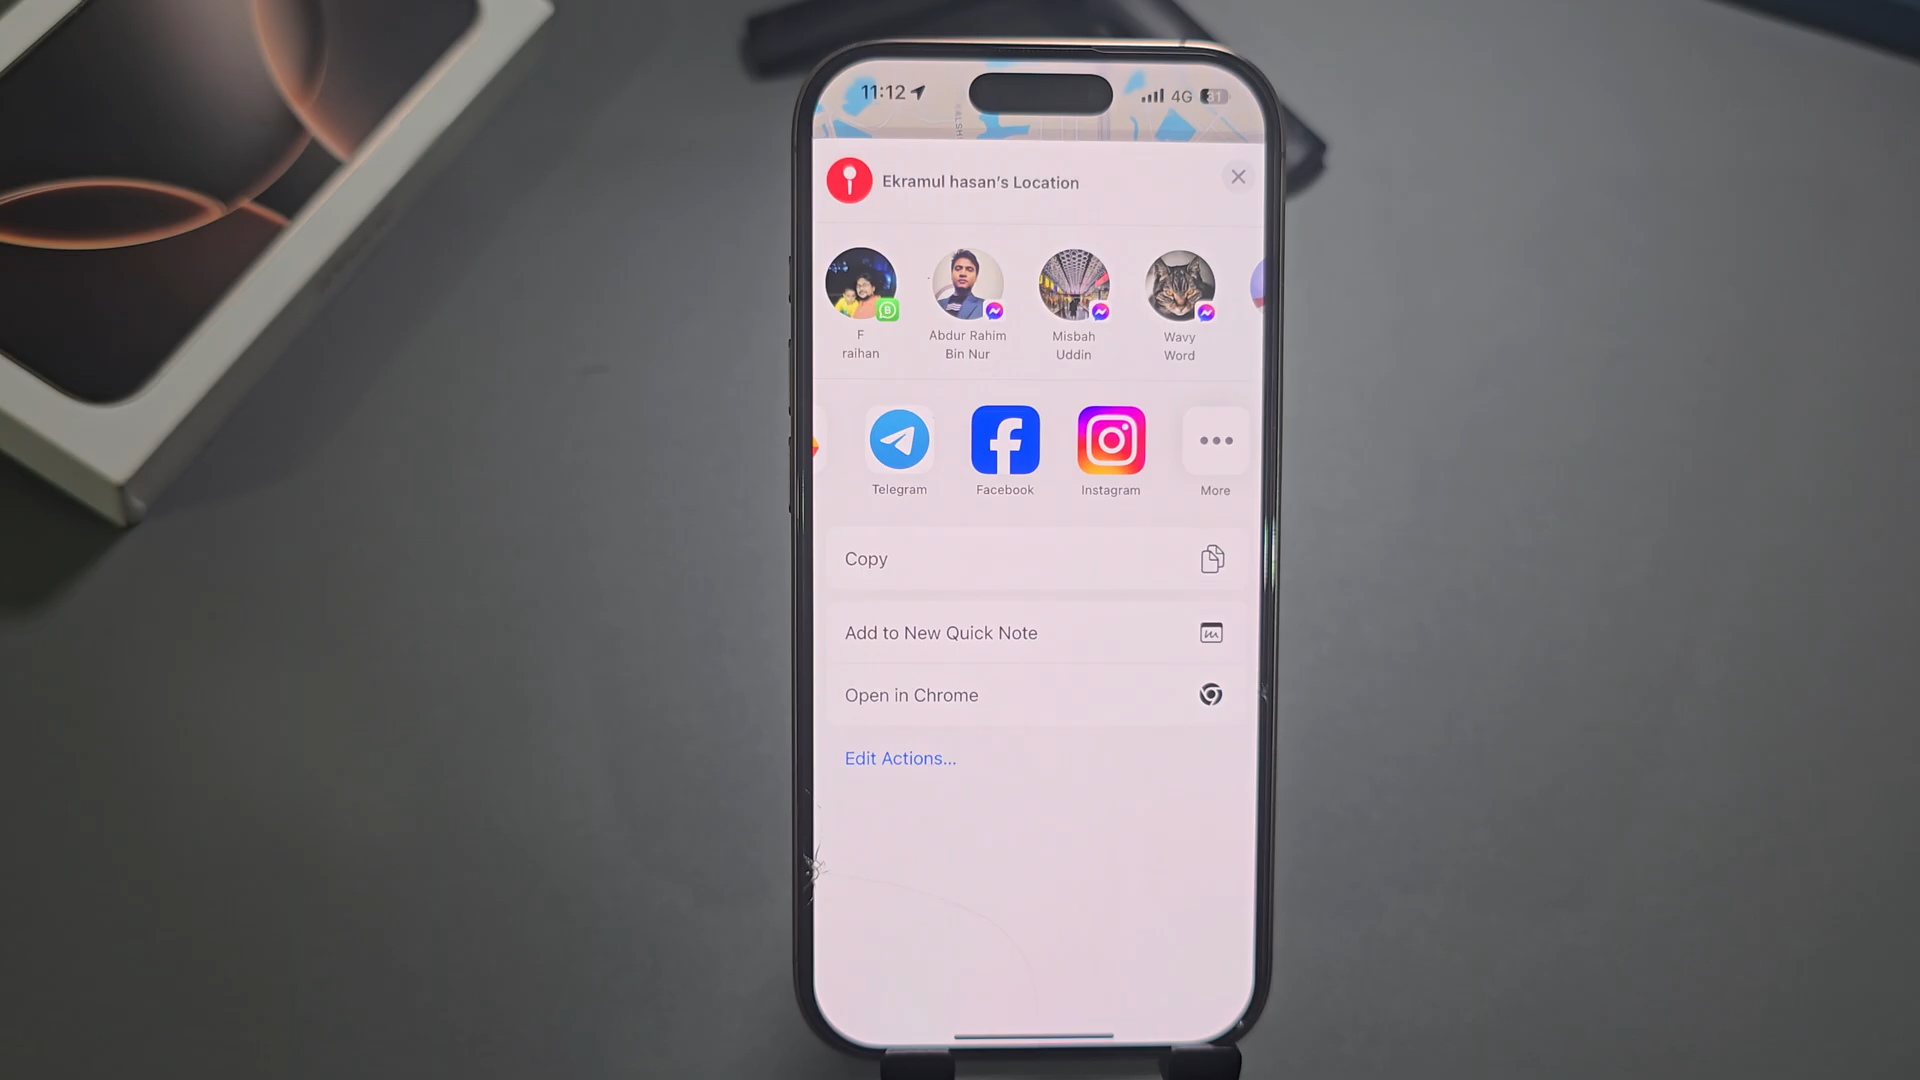 11:12
4G
31
Ekramul hasan's Location
F
raihan
Abdur Rahim
Bin Nur
Misbah
Uddin
Wavy
Word
Telegram
Facebook
Instagram
More
Copy
Add to New Quick Note
Open in Chrome
Edit Actions...